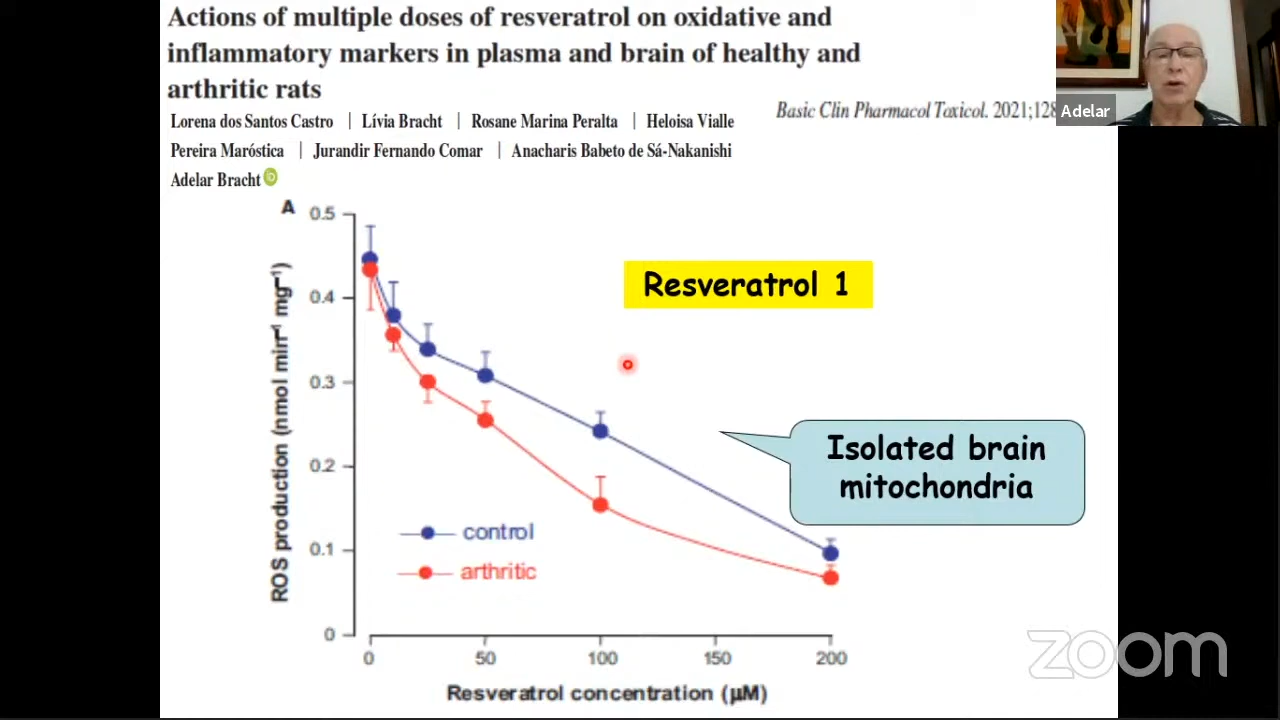 Actions of multiple doses of resveratrol on oxidative and
inflammatory markers in plasma and brain of healthy and
arthritic rats
Basic Clin Pharmacol Toxicol. 2021;128
Adelar
Lorena dos Santos Castro | Lívia Bracht | Rosane Marina Peralta | Heloisa Vialle
Pereira Maróstica | Jurandir Fernando Comar | Anacharis Babeto de Sá-Nakanishi
Adelar Bracht iD
A
0.5
0.4
0.3
0.2
0.1
0
ROS production (nmol min⁻¹ mg⁻¹)
Resveratrol 1
Isolated brain
mitochondria
control
arthritic
0 50 100 150 200
Resveratrol concentration (µM)
zoom